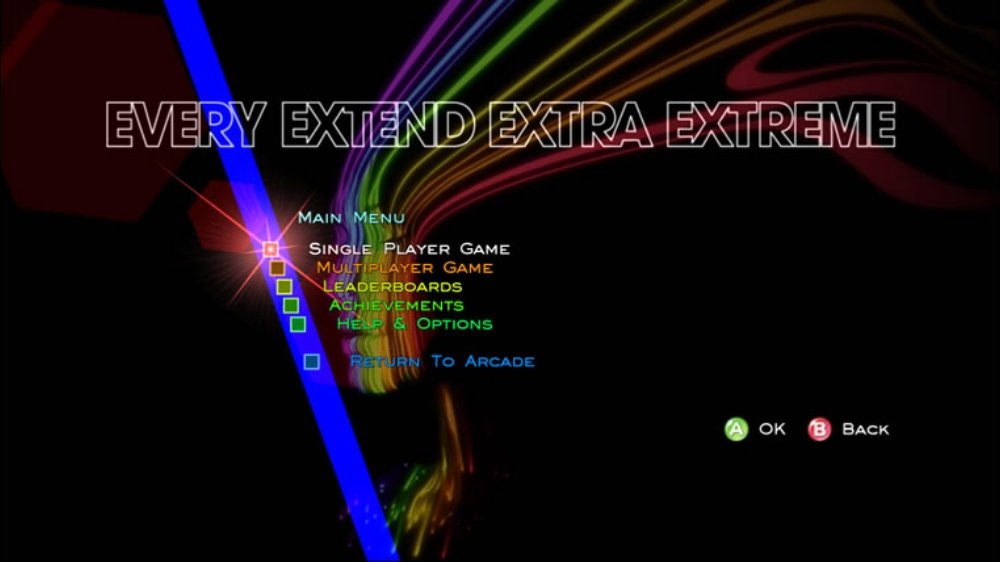 EVERY EXTEND EXTRA EXTREME
Main Menu
Single Player Game
Multiplayer Game
Leaderboards
Achievements
Help & Options
Return To Arcade
A OK B Back